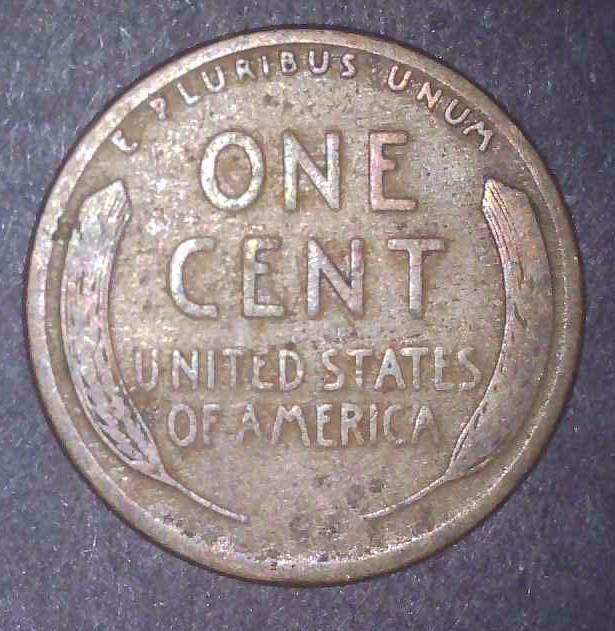 E PLURIBUS UNUM
ONE
CENT
UNITED STATES
OF AMERICA